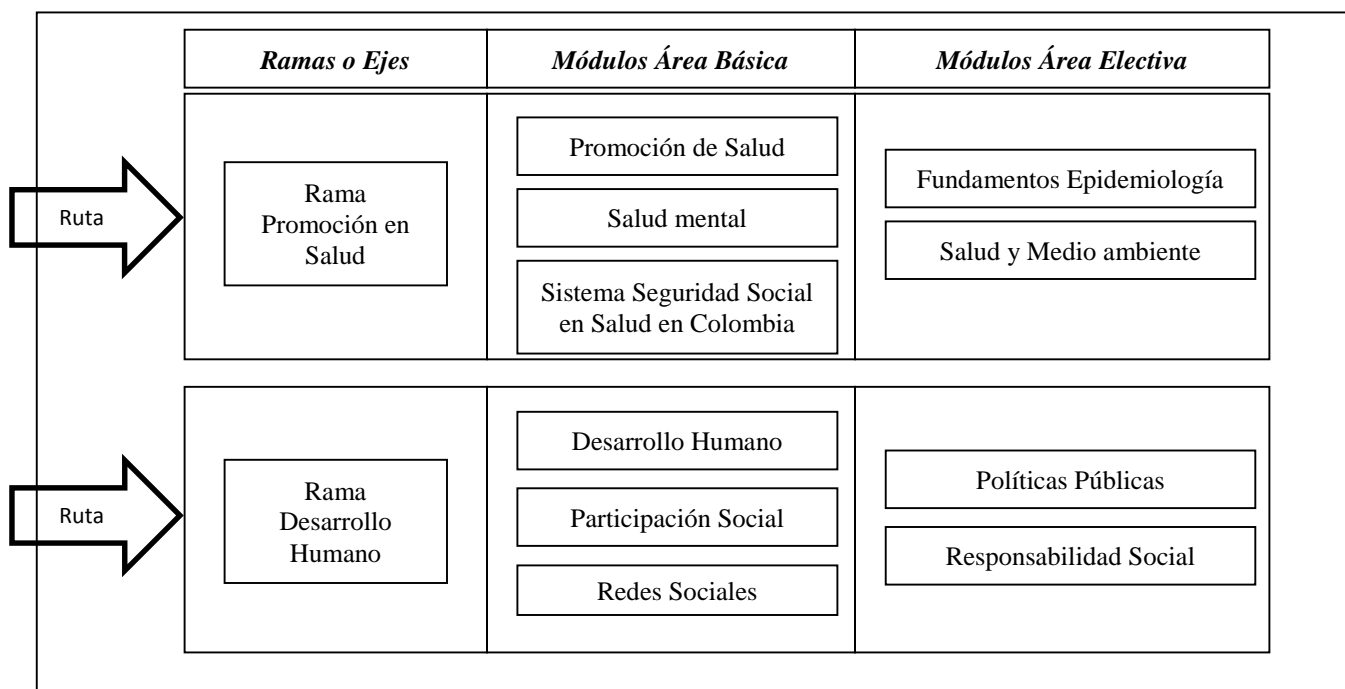 Ramas o Ejes
Módulos Área Básica
Módulos Área Electiva
Ruta
Rama
Promoción en
Salud
Promoción de Salud
Salud mental
Sistema Seguridad Social
en Salud en Colombia
Fundamentos Epidemiología
Salud y Medio ambiente
Ruta
Rama
Desarrollo
Humano
Desarrollo Humano
Participación Social
Redes Sociales
Políticas Públicas
Responsabilidad Social